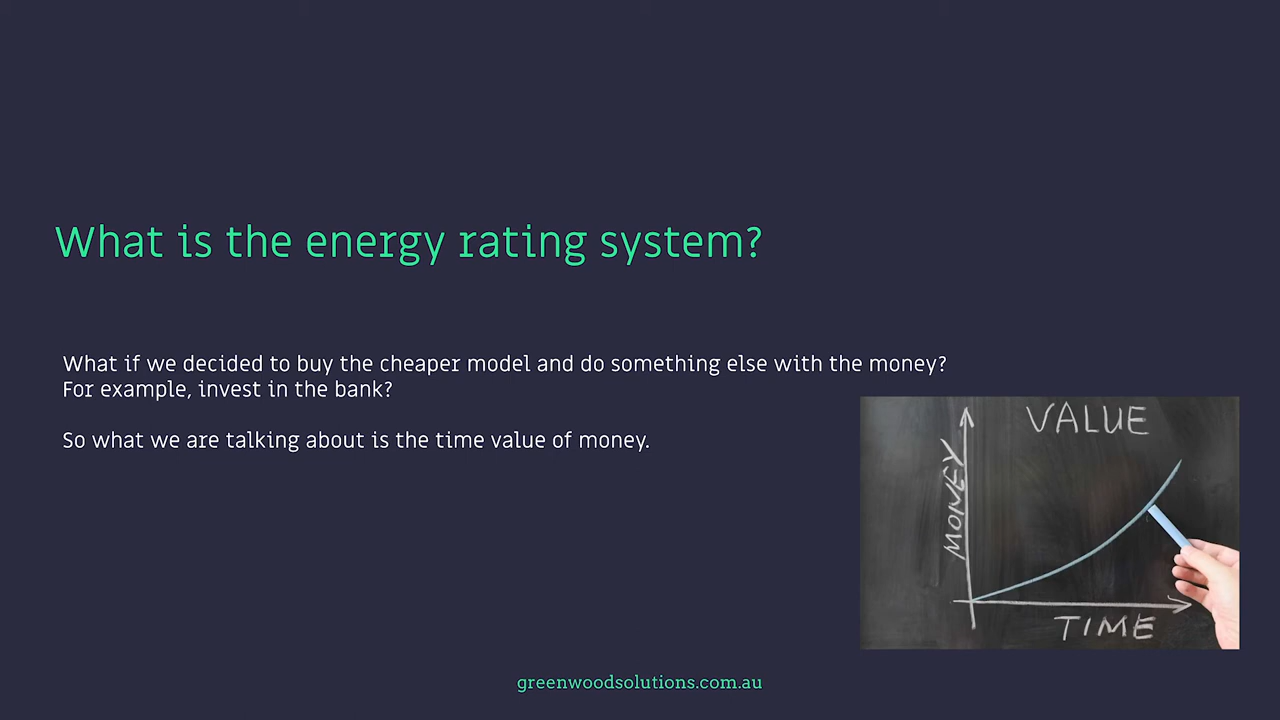 What is the energy rating system?
What if we decided to buy the cheaper model and do something else with the money?
For example, invest in the bank?
So what we are talking about is the time value of money.
VALUE
MONEY
TIME
greenwoodsolutions.com.au